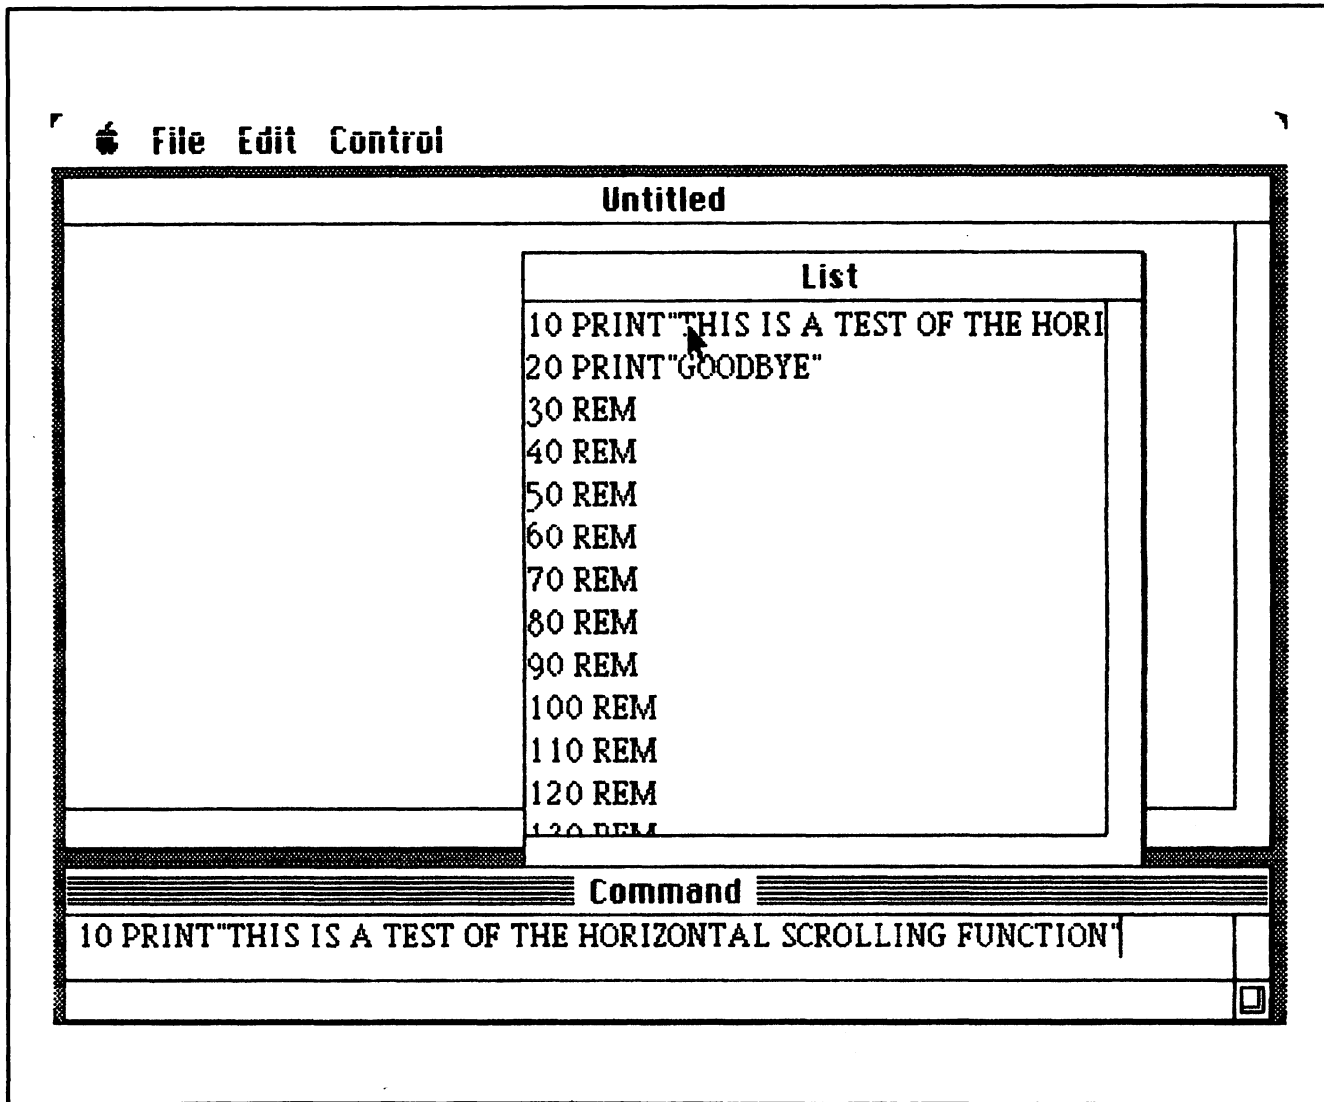 File Edit Control
Untitled
List
10 PRINT"THIS IS A TEST OF THE HORI
20 PRINT"GOODBYE"
30 REM
40 REM
50 REM
60 REM
70 REM
80 REM
90 REM
100 REM
110 REM
120 REM
130 REM
Command
10 PRINT"THIS IS A TEST OF THE HORIZONTAL SCROLLING FUNCTION"